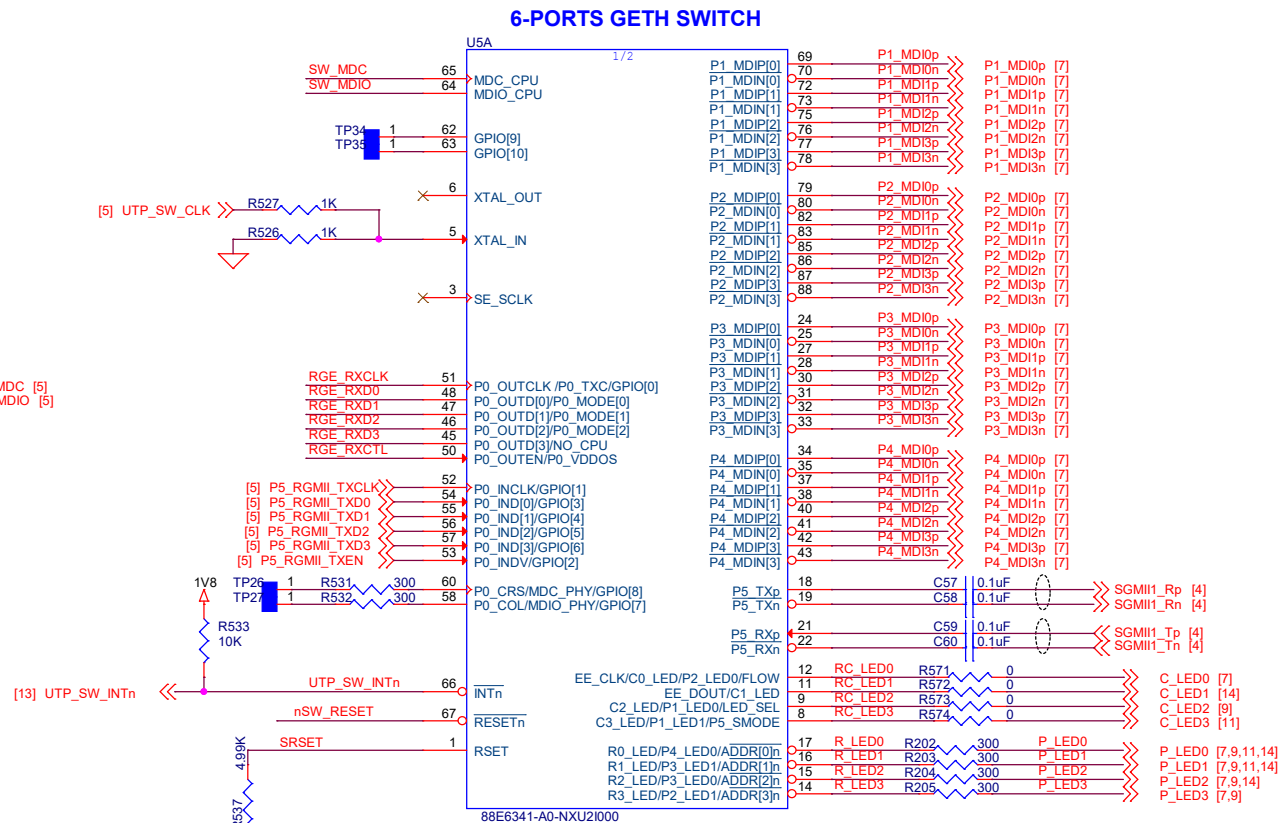 6-PORTS GETH SWITCH
U5A
1/2
SW_MDC 65 MDC_CPU
SW_MDIO 64 MDIO_CPU
TP34 1 62 GPIO[9]
TP35 1 63 GPIO[10]
6 XTAL_OUT
[5] UTP_SW_CLK R527 1K
R526 1K 5 XTAL_IN
3 SE_SCLK
MDC [5]
MDIO [5]
RGE_RXCLK 51 P0_OUTCLK /P0_TXC/GPIO[0]
RGE_RXD0 48 P0_OUTD[0]/P0_MODE[0]
RGE_RXD1 47 P0_OUTD[1]/P0_MODE[1]
RGE_RXD2 46 P0_OUTD[2]/P0_MODE[2]
RGE_RXD3 45 P0_OUTD[3]/NO_CPU
RGE_RXCTL 50 P0_OUTEN/P0_VDDOS
[5] P5_RGMII_TXCLK 52 P0_INCLK/GPIO[1]
[5] P5_RGMII_TXD0 54 P0_IND[0]/GPIO[3]
[5] P5_RGMII_TXD1 55 P0_IND[1]/GPIO[4]
[5] P5_RGMII_TXD2 56 P0_IND[2]/GPIO[5]
[5] P5_RGMII_TXD3 57 P0_IND[3]/GPIO[6]
[5] P5_RGMII_TXEN 53 P0_INDV/GPIO[2]
1V8 TP26 1 R531 300 60 P0_CRS/MDC_PHY/GPIO[8]
TP27 1 R532 300 58 P0_COL/MDIO_PHY/GPIO[7]
R533
10K
[13] UTP_SW_INTn UTP_SW_INTn 66 INTn
nSW_RESET 67 RESETn
SRSET 1 RSET
4.99K
R537
P1_MDIP[0] 69 P1_MDI0p P1_MDI0p [7]
P1_MDIN[0] 70 P1_MDI0n P1_MDI0n [7]
P1_MDIP[1] 72 P1_MDI1p P1_MDI1p [7]
P1_MDIN[1] 73 P1_MDI1n P1_MDI1n [7]
P1_MDIP[2] 75 P1_MDI2p P1_MDI2p [7]
P1_MDIN[2] 76 P1_MDI2n P1_MDI2n [7]
P1_MDIP[3] 77 P1_MDI3p P1_MDI3p [7]
P1_MDIN[3] 78 P1_MDI3n P1_MDI3n [7]
P2_MDIP[0] 79 P2_MDI0p P2_MDI0p [7]
P2_MDIN[0] 80 P2_MDI0n P2_MDI0n [7]
P2_MDIP[1] 82 P2_MDI1p P2_MDI1p [7]
P2_MDIN[1] 83 P2_MDI1n P2_MDI1n [7]
P2_MDIP[2] 85 P2_MDI2p P2_MDI2p [7]
P2_MDIN[2] 86 P2_MDI2n P2_MDI2n [7]
P2_MDIP[3] 87 P2_MDI3p P2_MDI3p [7]
P2_MDIN[3] 88 P2_MDI3n P2_MDI3n [7]
P3_MDIP[0] 24 P3_MDI0p P3_MDI0p [7]
P3_MDIN[0] 25 P3_MDI0n P3_MDI0n [7]
P3_MDIP[1] 27 P3_MDI1p P3_MDI1p [7]
P3_MDIN[1] 28 P3_MDI1n P3_MDI1n [7]
P3_MDIP[2] 30 P3_MDI2p P3_MDI2p [7]
P3_MDIN[2] 31 P3_MDI2n P3_MDI2n [7]
P3_MDIP[3] 32 P3_MDI3p P3_MDI3p [7]
P3_MDIN[3] 33 P3_MDI3n P3_MDI3n [7]
P4_MDIP[0] 34 P4_MDI0p P4_MDI0p [7]
P4_MDIN[0] 35 P4_MDI0n P4_MDI0n [7]
P4_MDIP[1] 37 P4_MDI1p P4_MDI1p [7]
P4_MDIN[1] 38 P4_MDI1n P4_MDI1n [7]
P4_MDIP[2] 40 P4_MDI2p P4_MDI2p [7]
P4_MDIN[2] 41 P4_MDI2n P4_MDI2n [7]
P4_MDIP[3] 42 P4_MDI3p P4_MDI3p [7]
P4_MDIN[3] 43 P4_MDI3n P4_MDI3n [7]
P5_TXp 18 C57 0.1uF SGMII1_Rp [4]
P5_TXn 19 C58 0.1uF SGMII1_Rn [4]
P5_RXp 21 C59 0.1uF SGMII1_Tp [4]
P5_RXn 22 C60 0.1uF SGMII1_Tn [4]
EE_CLK/C0_LED/P2_LED0/FLOW 12 RC_LED0 R571 0 C_LED0 [7]
EE_DOUT/C1_LED 11 RC_LED1 R572 0 C_LED1 [14]
C2_LED/P1_LED0/LED_SEL 9 RC_LED2 R573 0 C_LED2 [9]
C3_LED/P1_LED1/P5_SMODE 8 RC_LED3 R574 0 C_LED3 [11]
R0_LED/P4_LED0/ADDR[0]n 17 R_LED0 R202 300 P_LED0 P_LED0 [7,9,11,14]
R1_LED/P3_LED1/ADDR[1]n 16 R_LED1 R203 300 P_LED1 P_LED1 [7,9,11,14]
R2_LED/P3_LED0/ADDR[2]n 15 R_LED2 R204 300 P_LED2 P_LED2 [7,9,14]
R3_LED/P2_LED1/ADDR[3]n 14 R_LED3 R205 300 P_LED3 P_LED3 [7,9]
88E6341-A0-NXU2I000